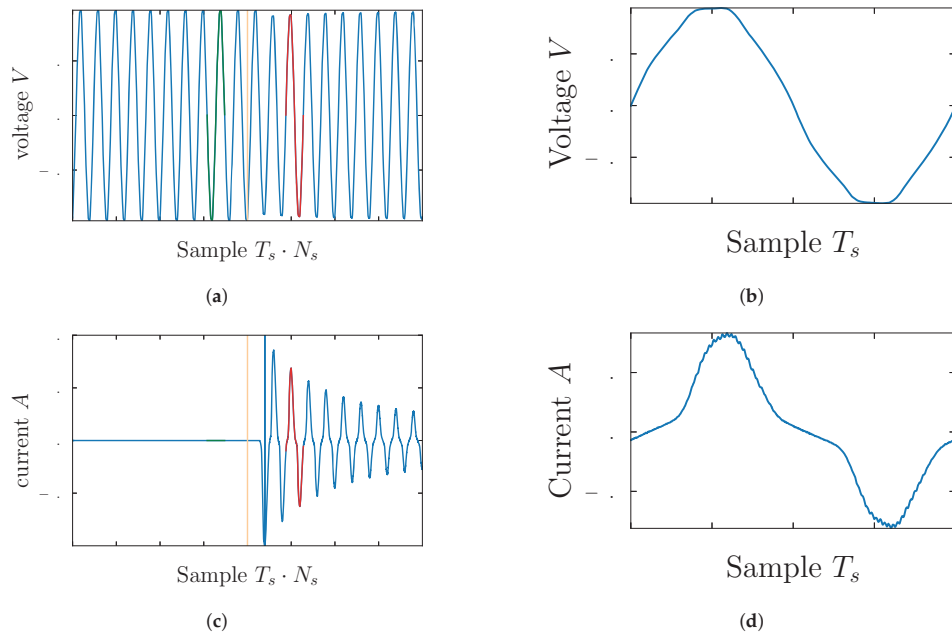 voltage V
Sample T_s · N_s
(a)
Voltage V
Sample T_s
(b)
current A
Sample T_s · N_s
(c)
Current A
Sample T_s
(d)